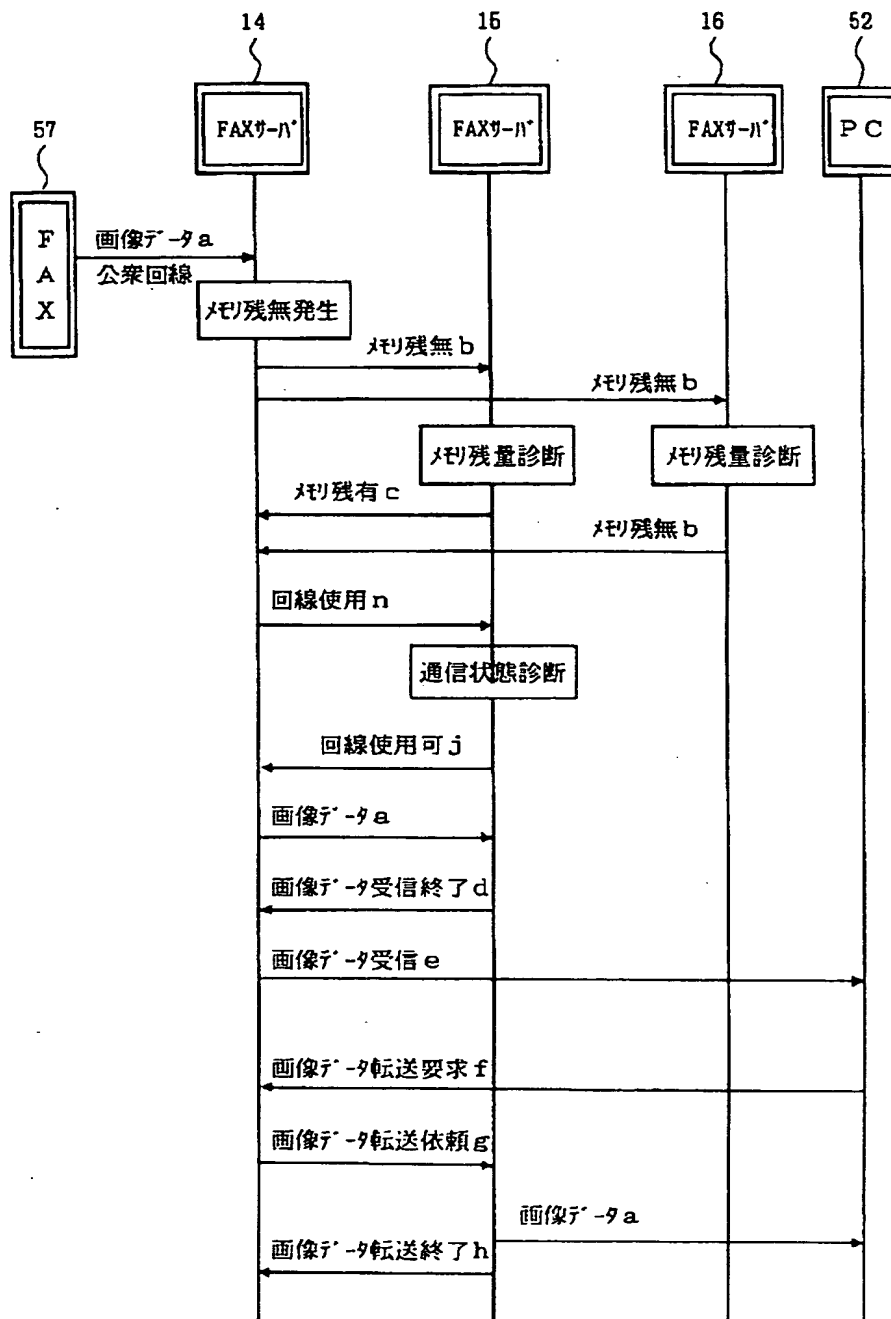 14
15
16
52
57
FAXｻｰﾊﾞ
FAXｻｰﾊﾞ
FAXｻｰﾊﾞ
ＰＣ
ＦＡＸ
画像ﾃﾞｰﾀａ
公衆回線
ﾒﾓﾘ残無発生
ﾒﾓﾘ残無ｂ
ﾒﾓﾘ残無ｂ
ﾒﾓﾘ残量診断
ﾒﾓﾘ残量診断
ﾒﾓﾘ残有ｃ
ﾒﾓﾘ残無ｂ
回線使用ｎ
通信状態診断
回線使用可ｊ
画像ﾃﾞｰﾀａ
画像ﾃﾞｰﾀ受信終了ｄ
画像ﾃﾞｰﾀ受信ｅ
画像ﾃﾞｰﾀ転送要求ｆ
画像ﾃﾞｰﾀ転送依頼ｇ
画像ﾃﾞｰﾀａ
画像ﾃﾞｰﾀ転送終了ｈ